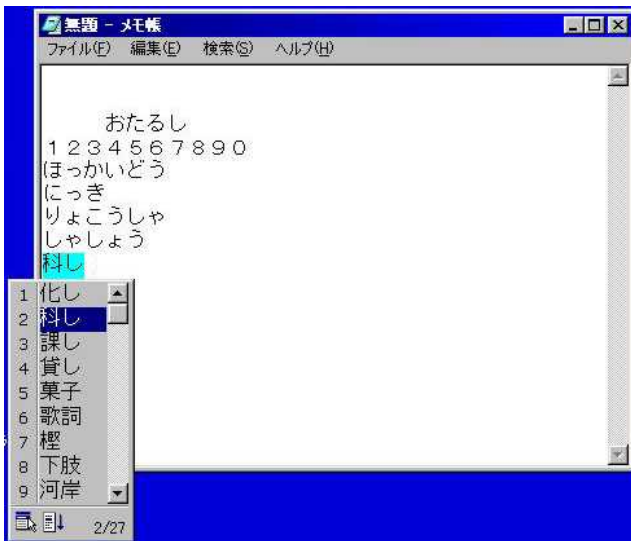 無題 - メモ帳
ファイル(F) 編集(E) 検索(S) ヘルプ(H)
おたるし
１２３４５６７８９０
ほっかいどう
にっき
りょこうしゃ
しゃしょう
科し
1 化し
2 科し
3 課し
4 貸し
5 菓子
6 歌詞
7 樫
8 下肢
9 河岸
2/27